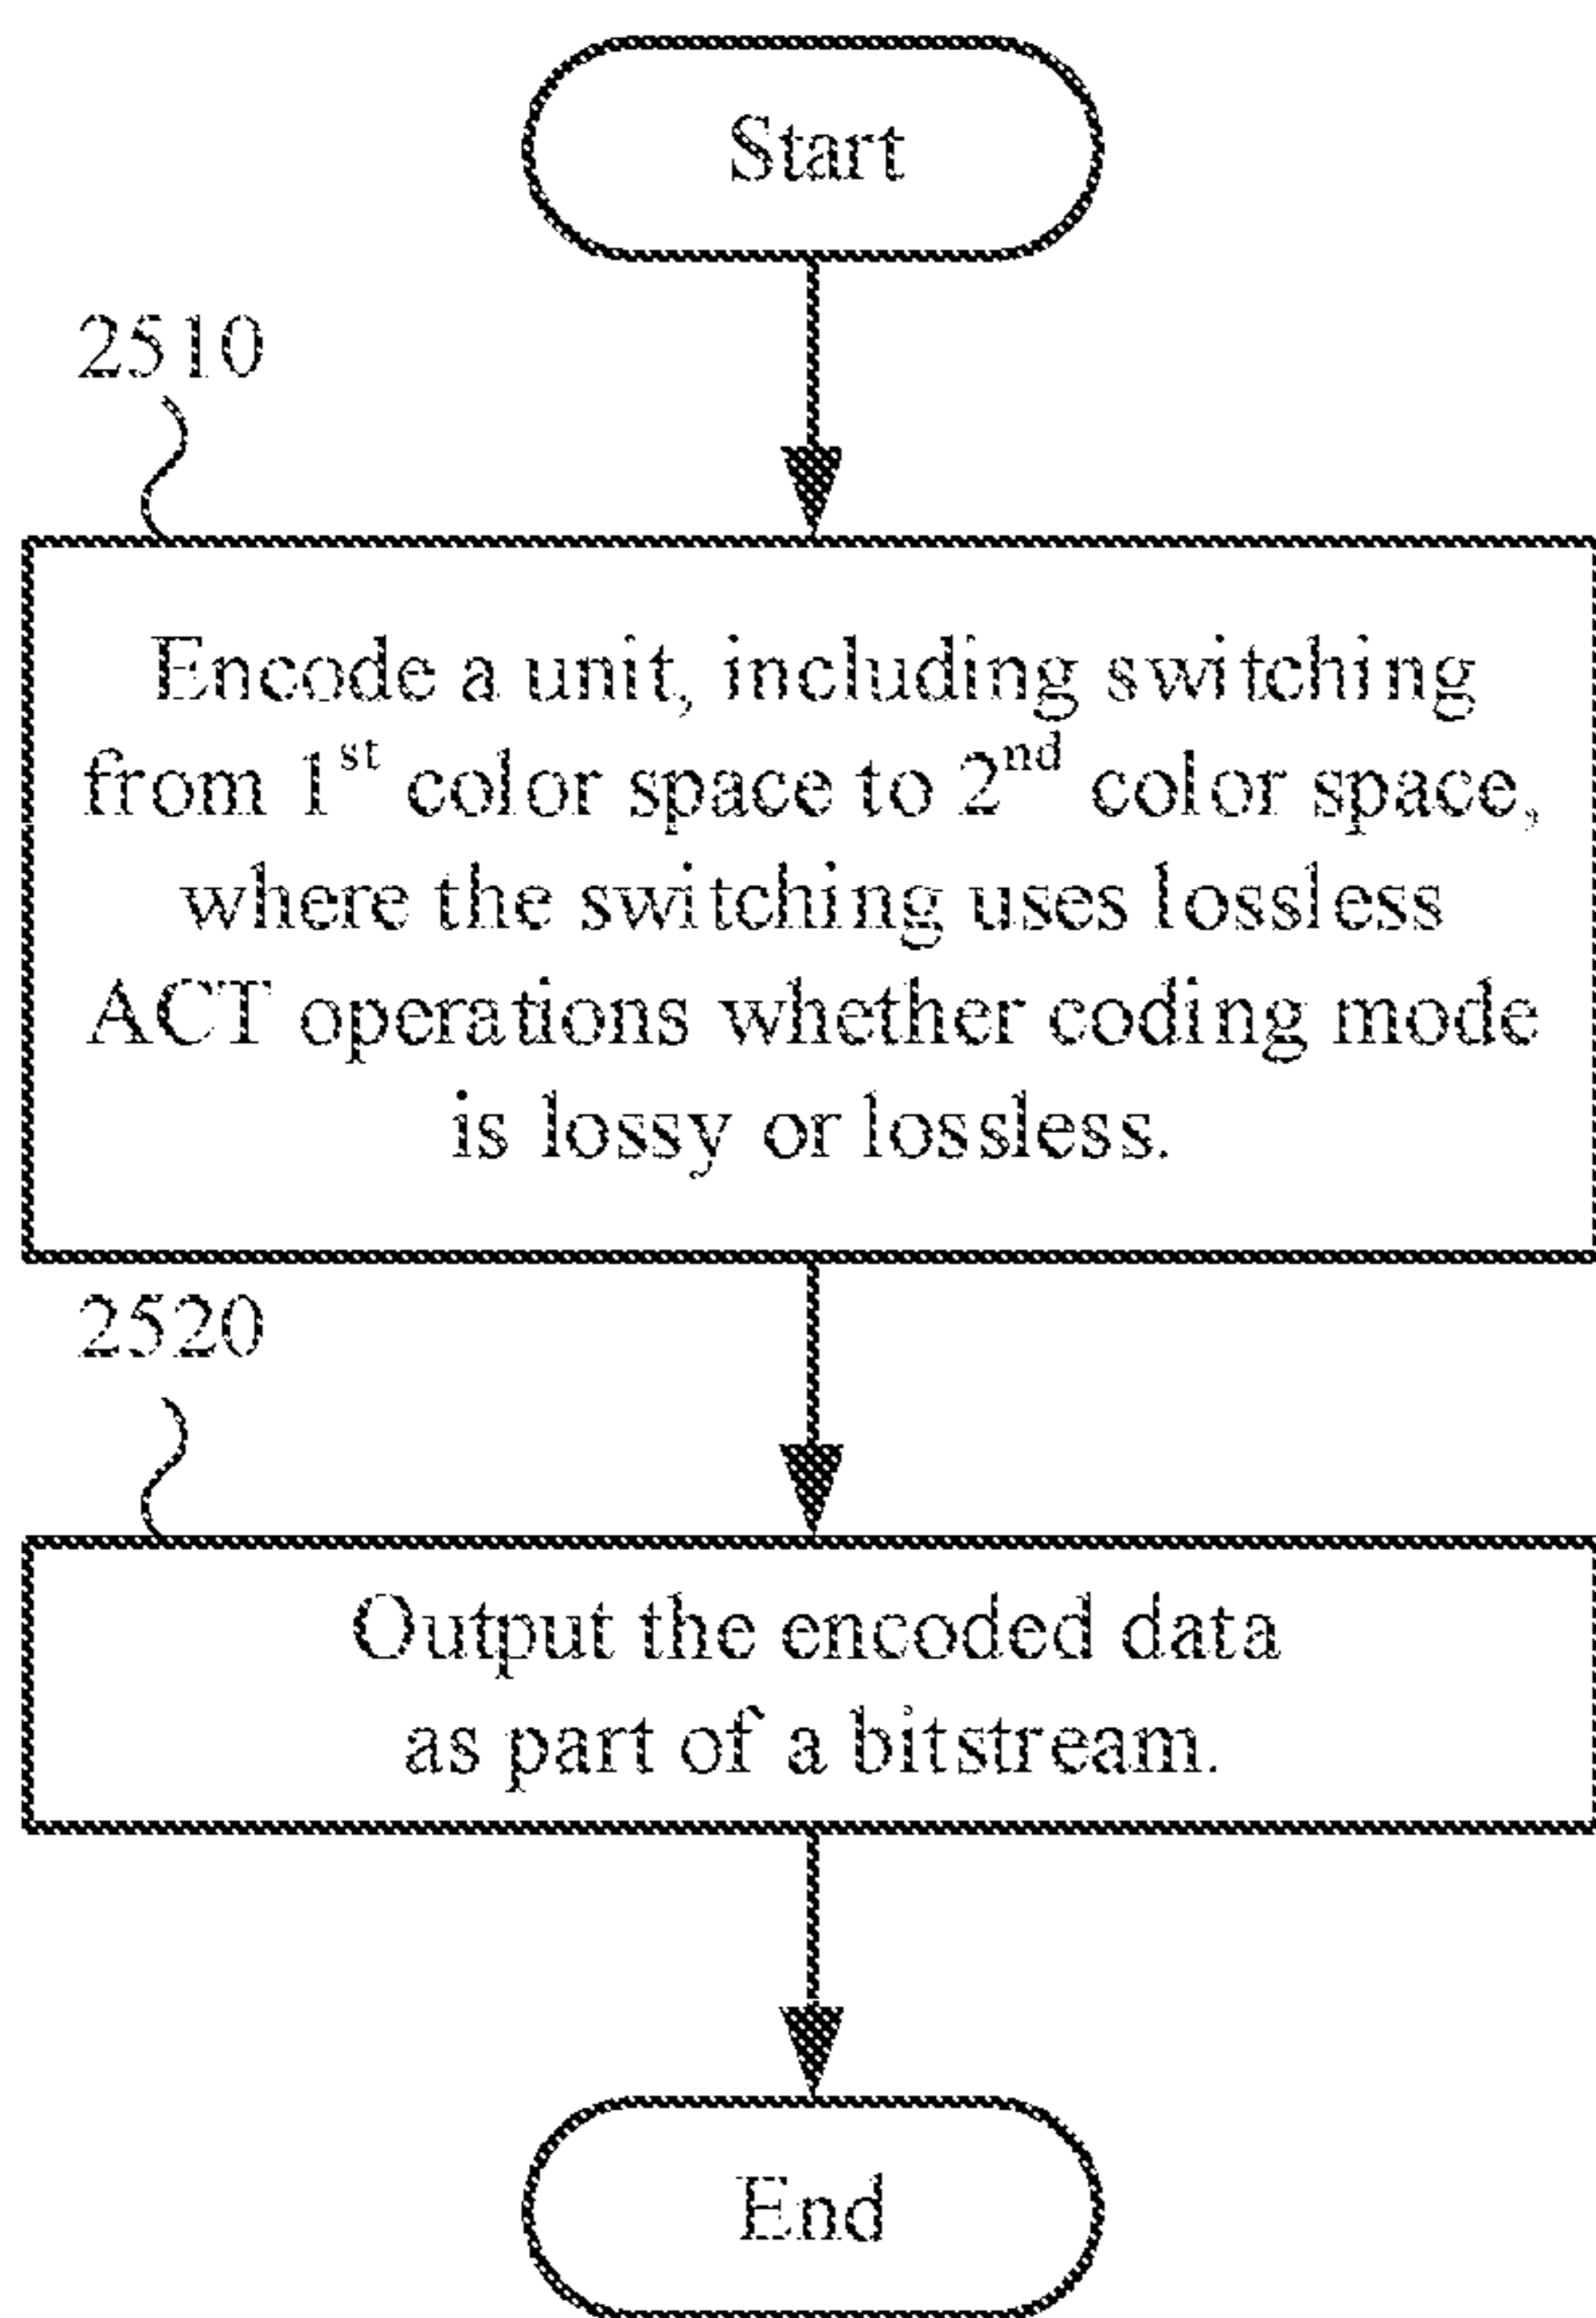 Start
2510
Encode a unit, including switching
from 1st color space to 2nd color space,
where the switching uses lossless
ACT operations whether coding mode
is lossy or lossless.
2520
Output the encoded data
as part of a bitstream.
End